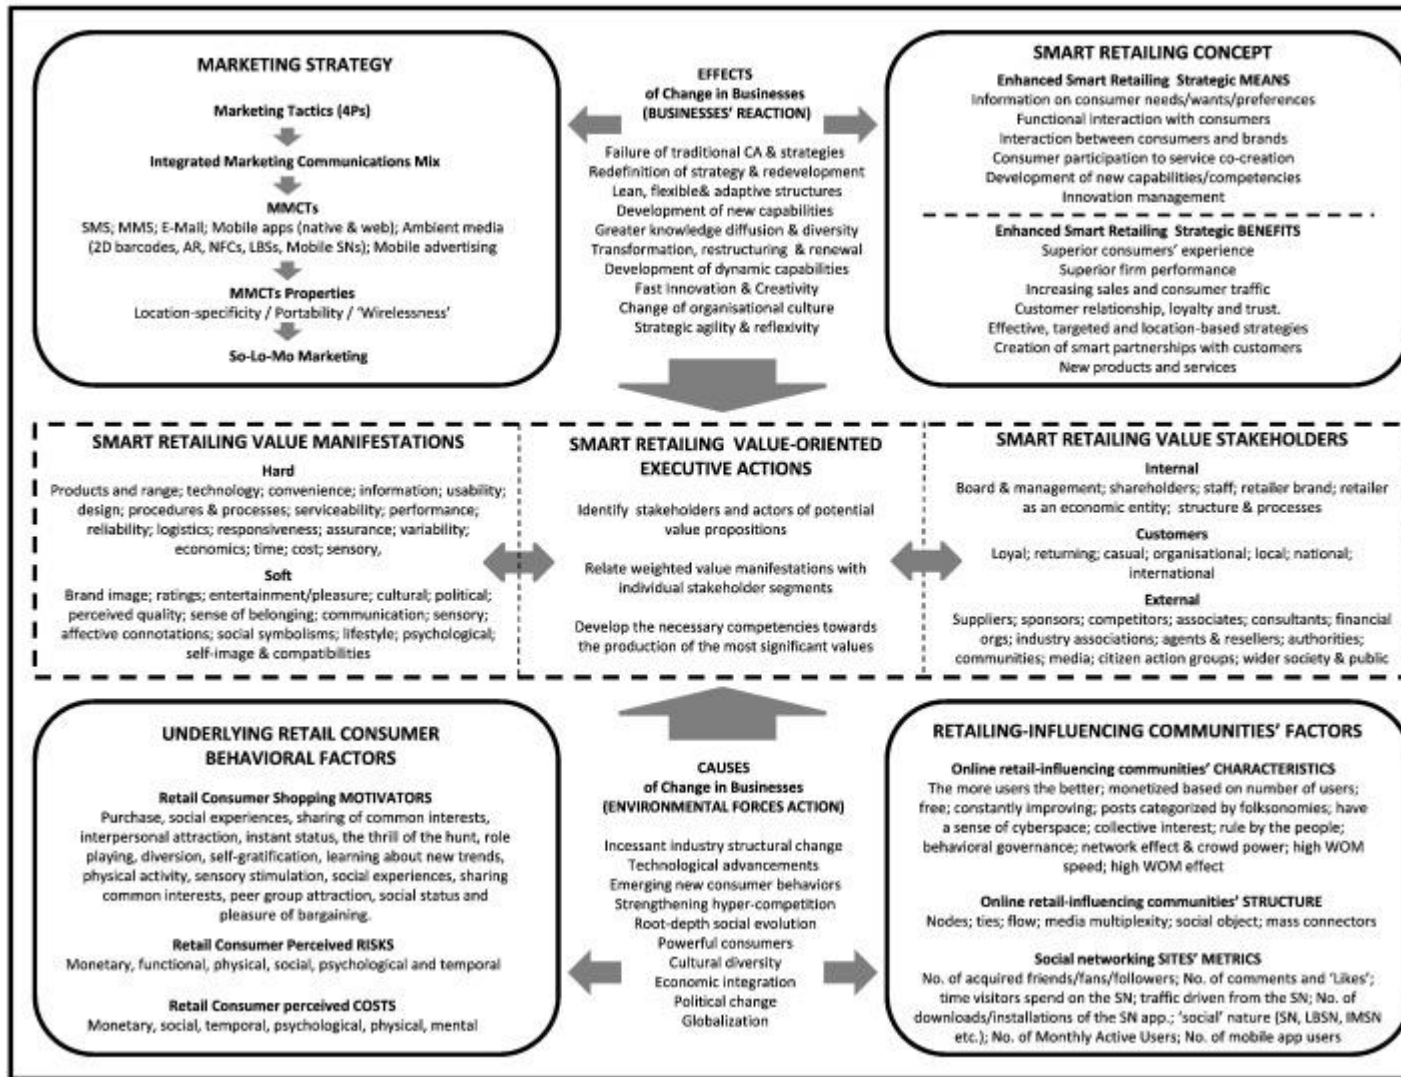 MARKETING STRATEGY
Marketing Tactics (4Ps)
Integrated Marketing Communications Mix
MMCTs
SMS; MMS; E-Mail; Mobile apps (native & web); Ambient media
(2D barcodes, AR, NFCs, LBSs, Mobile SNs); Mobile advertising
MMCTs Properties
Location-specificity / Portability / ‘Wirelessness’
So-Lo-Mo Marketing
EFFECTS
of Change in Businesses
(BUSINESSES’ REACTION)
Failure of traditional CA & strategies
Redefinition of strategy & redevelopment
Lean, flexible& adaptive structures
Development of new capabilities
Greater knowledge diffusion & diversity
Transformation, restructuring & renewal
Development of dynamic capabilities
Fast Innovation & Creativity
Change of organisational culture
Strategic agility & reflexivity
SMART RETAILING CONCEPT
Enhanced Smart Retailing Strategic MEANS
Information on consumer needs/wants/preferences
Functional interaction with consumers
Interaction between consumers and brands
Consumer participation to service co-creation
Development of new capabilities/competencies
Innovation management
Enhanced Smart Retailing Strategic BENEFITS
Superior consumers’ experience
Superior firm performance
Increasing sales and consumer traffic
Customer relationship, loyalty and trust.
Effective, targeted and location-based strategies
Creation of smart partnerships with customers
New products and services
SMART RETAILING VALUE MANIFESTATIONS
Hard
Products and range; technology; convenience; information; usability;
design; procedures & processes; serviceability; performance;
reliability; logistics; responsiveness; assurance; variability;
economics; time; cost; sensory,
Soft
Brand image; ratings; entertainment/pleasure; cultural; political;
perceived quality; sense of belonging; communication; sensory;
affective connotations; social symbolisms; lifestyle; psychological;
self-image & compatibilities
SMART RETAILING VALUE-ORIENTED
EXECUTIVE ACTIONS
Identify stakeholders and actors of potential
value propositions
Relate weighted value manifestations with
individual stakeholder segments
Develop the necessary competencies towards
the production of the most significant values
SMART RETAILING VALUE STAKEHOLDERS
Internal
Board & management; shareholders; staff; retailer brand; retailer
as an economic entity; structure & processes
Customers
Loyal; returning; casual; organisational; local; national;
international
External
Suppliers; sponsors; competitors; associates; consultants; financial
orgs; industry associations; agents & resellers; authorities;
communities; media; citizen action groups; wider society & public
UNDERLYING RETAIL CONSUMER
BEHAVIORAL FACTORS
Retail Consumer Shopping MOTIVATORS
Purchase, social experiences, sharing of common interests,
interpersonal attraction, instant status, the thrill of the hunt, role
playing, diversion, self-gratification, learning about new trends,
physical activity, sensory stimulation, social experiences, sharing
common interests, peer group attraction, social status and
pleasure of bargaining.
Retail Consumer Perceived RISKS
Monetary, functional, physical, social, psychological and temporal
Retail Consumer perceived COSTS
Monetary, social, temporal, psychological, physical, mental
CAUSES
of Change in Businesses
(ENVIRONMENTAL FORCES ACTION)
Incessant industry structural change
Technological advancements
Emerging new consumer behaviors
Strengthening hyper-competition
Root-depth social evolution
Powerful consumers
Cultural diversity
Economic integration
Political change
Globalization
RETAILING-INFLUENCING COMMUNITIES’ FACTORS
Online retail-influencing communities’ CHARACTERISTICS
The more users the better; monetized based on number of users;
free; constantly improving; posts categorized by folksonomies; have
a sense of cyberspace; collective interest; rule by the people;
behavioral governance; network effect & crowd power; high WOM
speed; high WOM effect
Online retail-influencing communities’ STRUCTURE
Nodes; ties; flow; media multiplexity; social object; mass connectors
Social networking SITES’ METRICS
No. of acquired friends/fans/followers; No. of comments and ‘Likes’;
time visitors spend on the SN; traffic driven from the SN; No. of
downloads/installations of the SN app.; ‘social’ nature (SN, LBSN, IMSN
etc.); No. of Monthly Active Users; No. of mobile app users